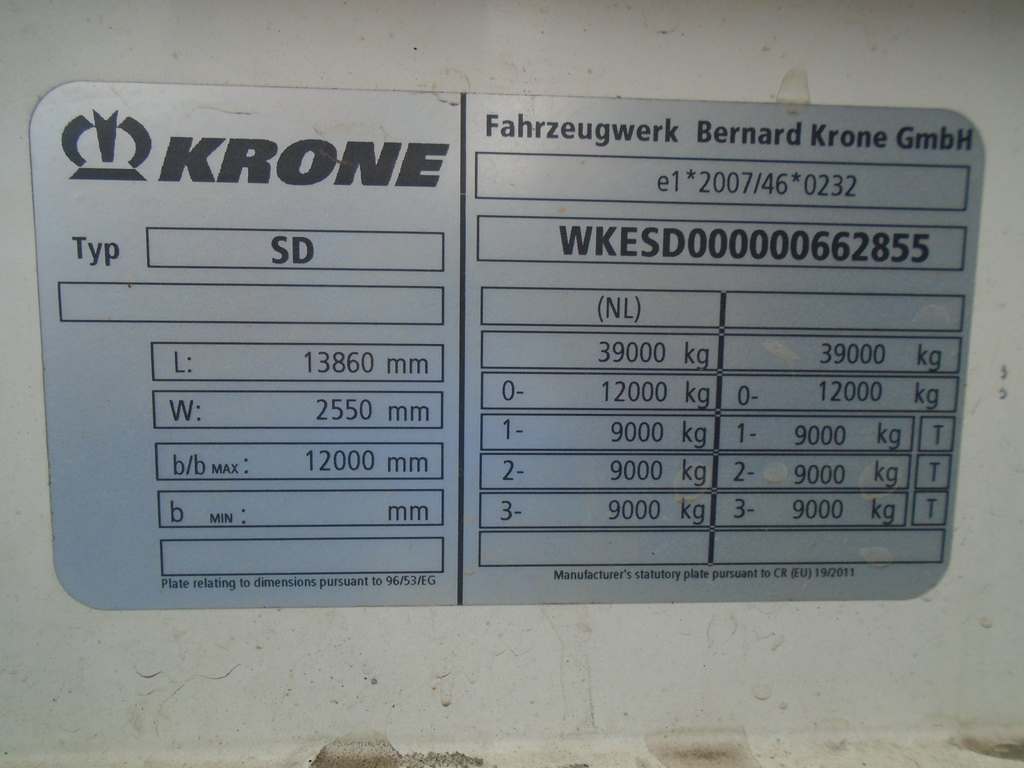 KRONE
Typ SD
L: 13860 mm
W: 2550 mm
b/b MAX: 12000 mm
b MIN: mm
Plate relating to dimensions pursuant to 96/53/EG
Fahrzeugwerk Bernard Krone GmbH
e1*2007/46*0232
WKESD000000662855
(NL)
39000 kg 39000 kg
0- 12000 kg 0- 12000 kg
1- 9000 kg 1- 9000 kg T
2- 9000 kg 2- 9000 kg T
3- 9000 kg 3- 9000 kg T
Manufacturer's statutory plate pursuant to CR (EU) 19/2011